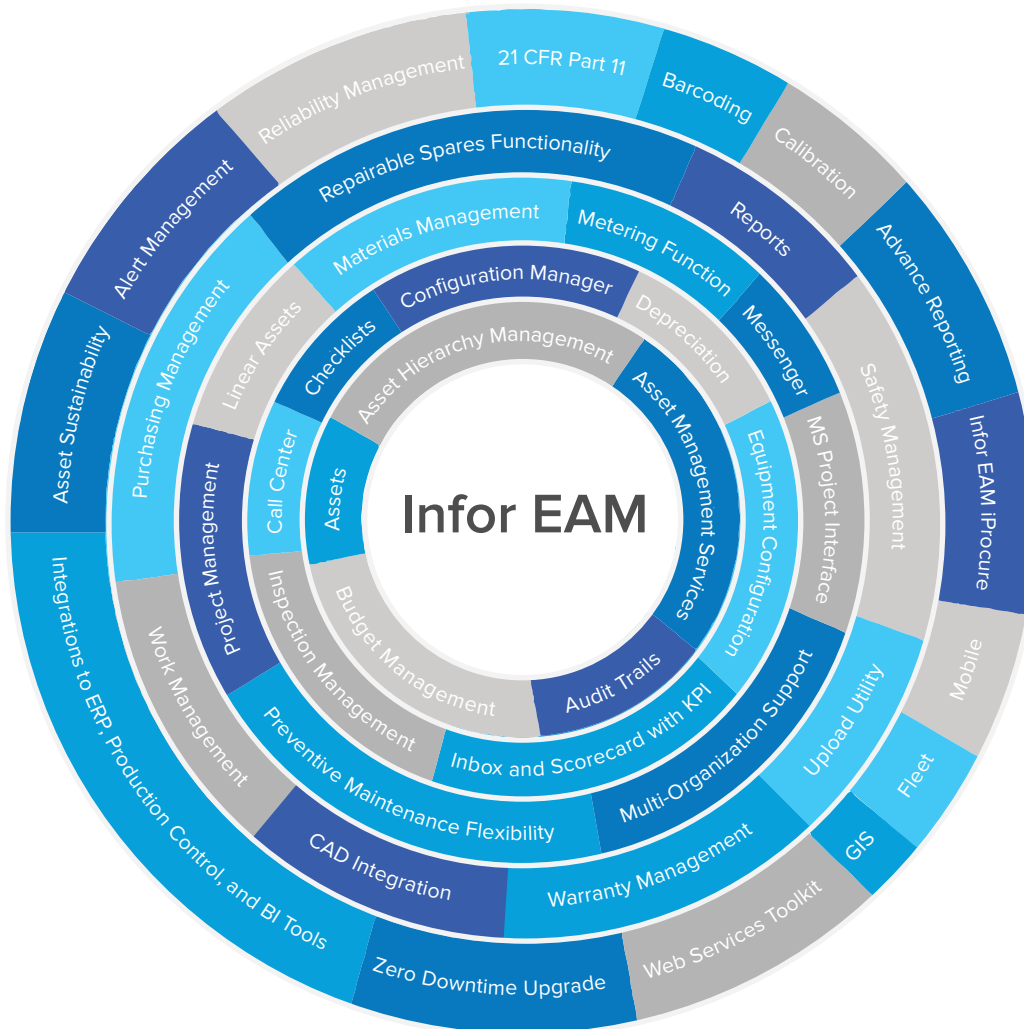 Infor EAM
Asset Hierarchy Management
Asset Management Services
Audit Trails
Budget Management
Assets
Configuration Manager
Depreciation
Equipment Configuration
Inbox and Scorecard with KPI
Inspection Management
Call Center
Checklists
Materials Management
Metering Function
Messenger
MS Project Interface
Multi-Organization Support
Preventive Maintenance Flexibility
Project Management
Linear Assets
Repairable Spares Functionality
Reports
Safety Management
Upload Utility
Warranty Management
CAD Integration
Work Management
Purchasing Management
21 CFR Part 11
Barcoding
Calibration
Advance Reporting
Infor EAM iProcure
Mobile
Fleet
GIS
Web Services Toolkit
Zero Downtime Upgrade
Integrations to ERP, Production Control, and BI Tools
Asset Sustainability
Alert Management
Reliability Management